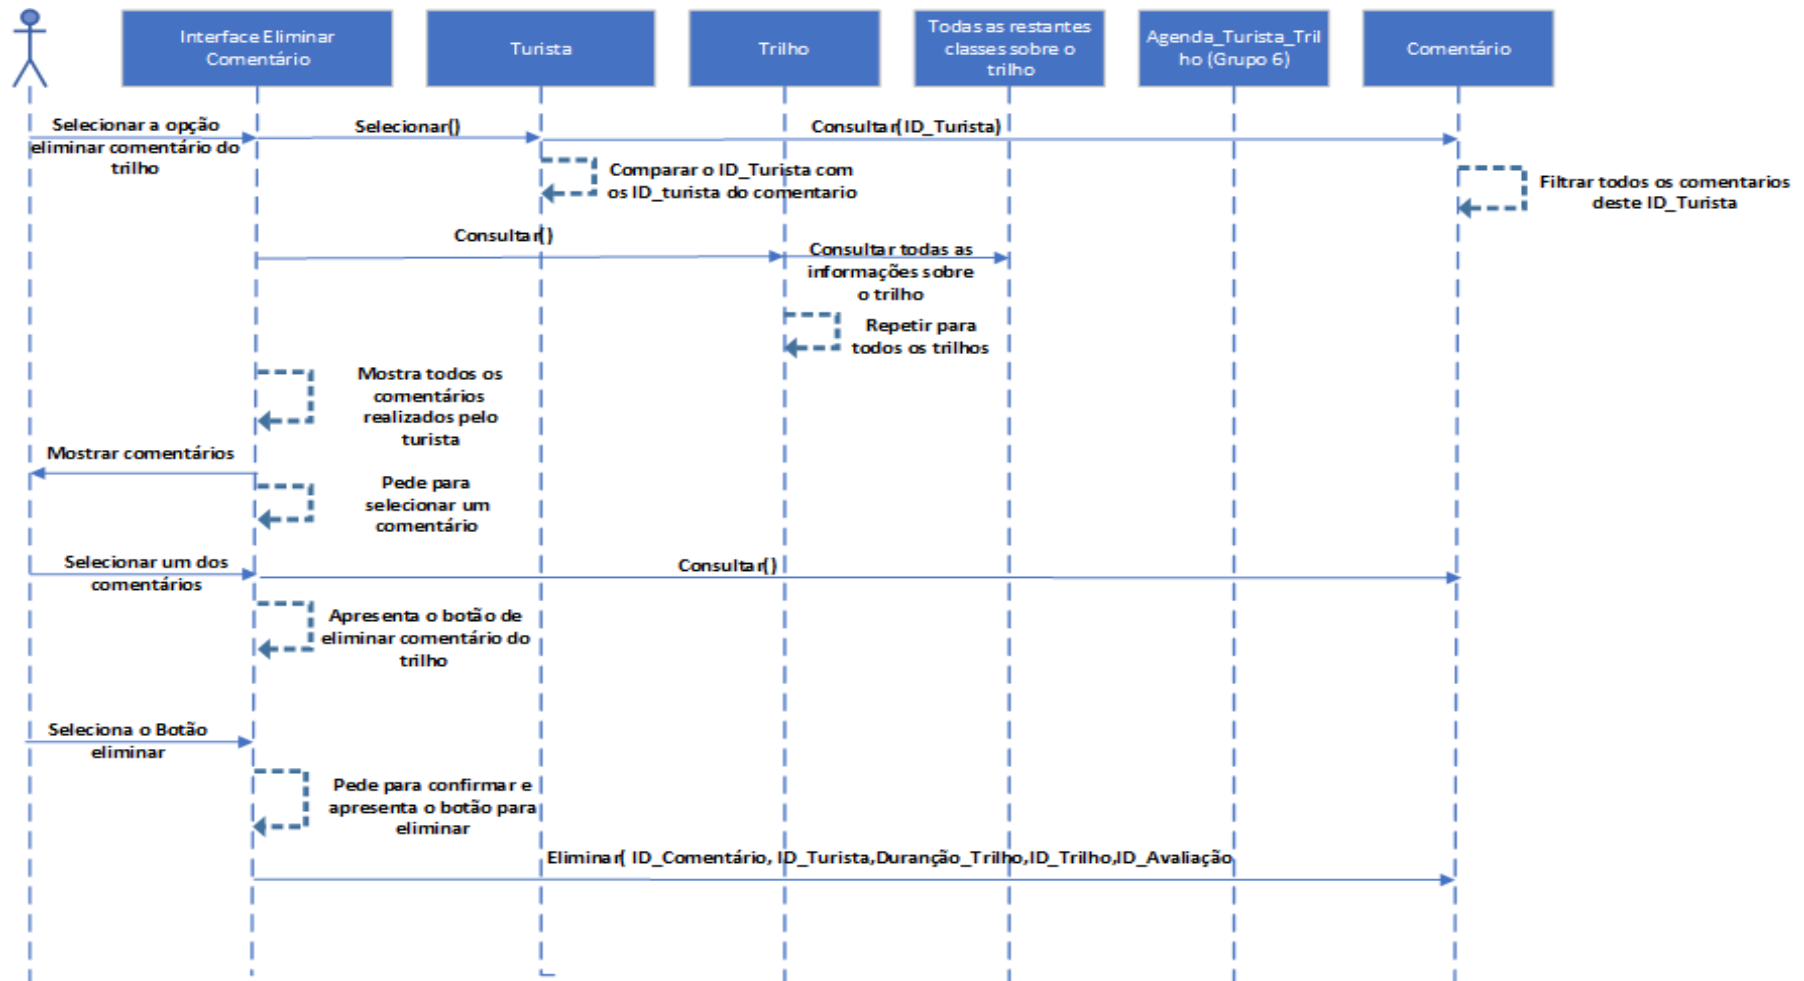 Interface Eliminar
Comentário
Turista
Trilho
Todas as restantes
classes sobre o
trilho
Agenda_Turista_Tril
ho (Grupo 6)
Comentário
Selecionar a opção
eliminar comentário do
trilho
Selecionar()
Consultar(ID_Turista)
Comparar o ID_Turista com
os ID_turista do comentario
Filtrar todos os comentarios
deste ID_Turista
Consultar()
Consultar todas as
informações sobre
o trilho
Repetir para
todos os trilhos
Mostra todos os
comentários
realizados pelo
turista
Mostrar comentários
Pede para
selecionar um
comentário
Selecionar um dos
comentários
Consultar()
Apresenta o botão de
eliminar comentário do
trilho
Seleciona o Botão
eliminar
Pede para confirmar e
apresenta o botão para
eliminar
Eliminar( ID_Comentário, ID_Turista,Duranção_Trilho,ID_Trilho,ID_Avaliação